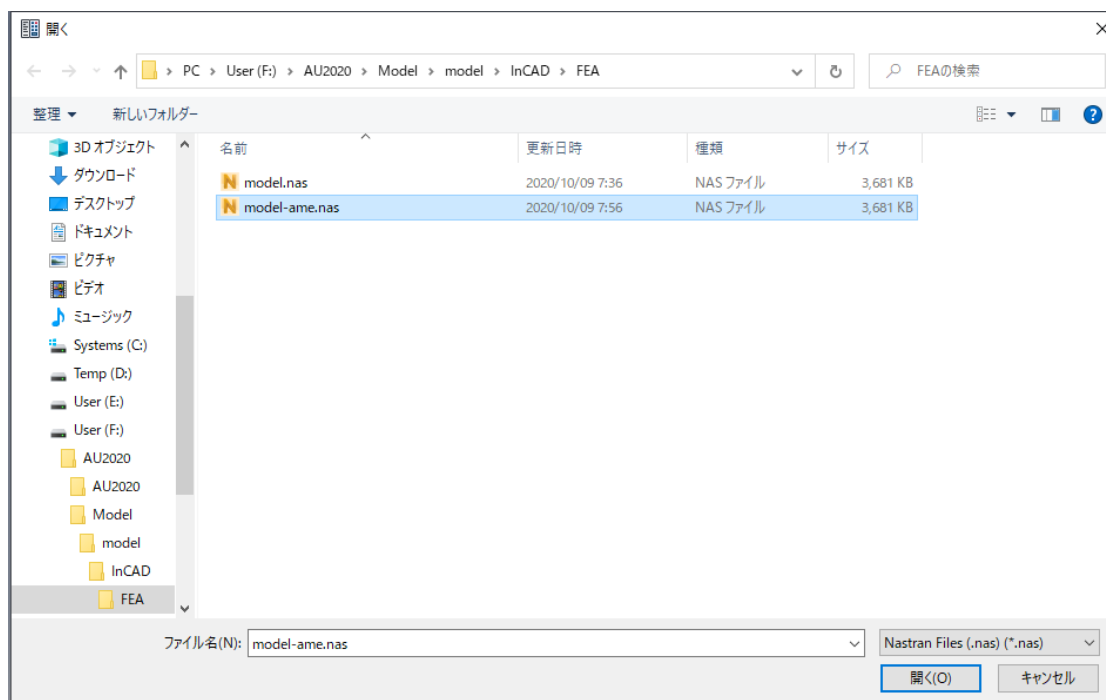 開く
PC › User (F:) › AU2020 › Model › model › InCAD › FEA
FEAの検索
整理
新しいフォルダー
3D オブジェクト
ダウンロード
デスクトップ
ドキュメント
ピクチャ
ビデオ
ミュージック
Systems (C:)
Temp (D:)
User (E:)
User (F:)
AU2020
AU2020
Model
model
InCAD
FEA
名前 更新日時 種類 サイズ
model.nas 2020/10/09 7:36 NAS ファイル 3,681 KB
model-ame.nas 2020/10/09 7:56 NAS ファイル 3,681 KB
ファイル名(N): model-ame.nas
Nastran Files (.nas) (*.nas)
開く(O) キャンセル